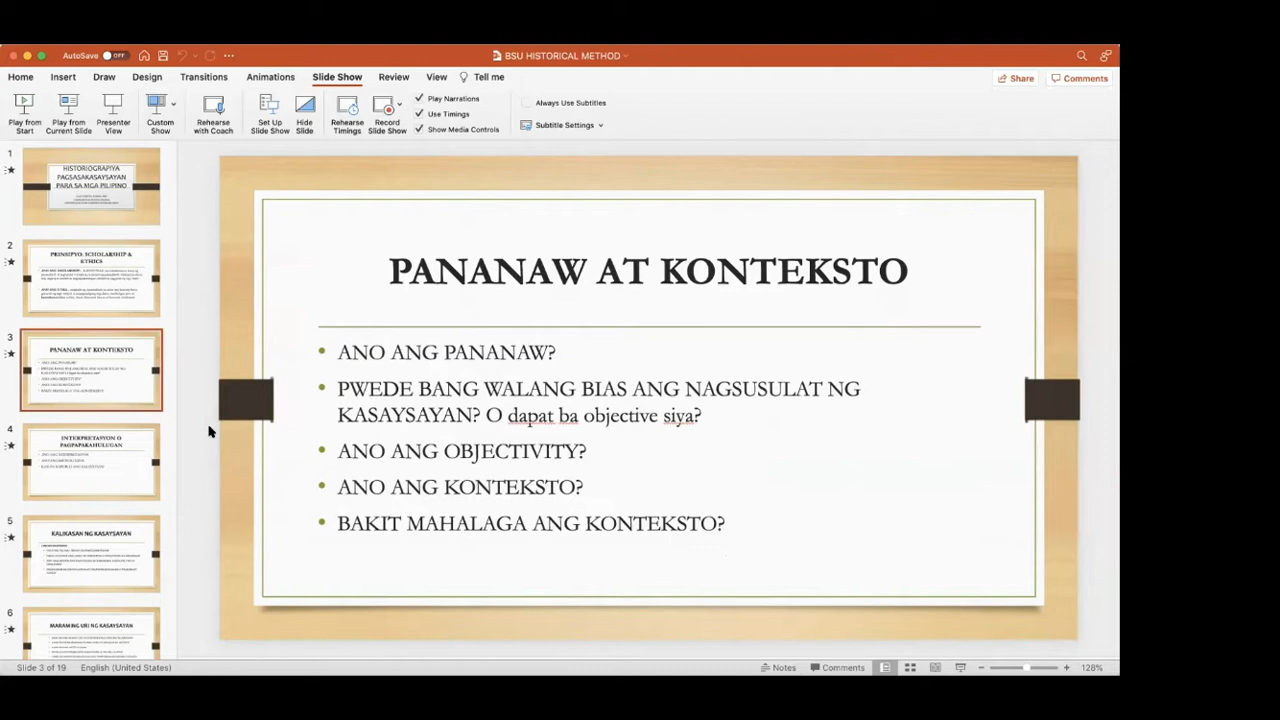 AutoSave OFF
BSU HISTORICAL METHOD
Home Insert Draw Design Transitions Animations Slide Show Review View Tell me
Share Comments
Play from Start
Play from Current Slide
Presenter View
Custom Show
Rehearse with Coach
Set Up Slide Show
Hide Slide
Rehearse Timings
Record Slide Show
Play Narrations
Use Timings
Show Media Controls
Always Use Subtitles
Subtitle Settings
1
HISTORIOGRAPIYA
PAGSASAKASAYSAYAN
PARA SA MGA PILIPINO
2
PRINSIPYO: SCHOLARSHIP &
ETHICS
3
PANANAW AT KONTEKSTO
4
INTERPRETASYON O
PAGPAPAKAHULUGAN
5
KALIKASAN NG KASAYSAYAN
6
MARAMING URI NG KASAYSAYAN
PANANAW AT KONTEKSTO
• ANO ANG PANANAW?
• PWEDE BANG WALANG BIAS ANG NAGSUSULAT NG
KASAYSAYAN? O dapat ba objective siya?
• ANO ANG OBJECTIVITY?
• ANO ANG KONTEKSTO?
• BAKIT MAHALAGA ANG KONTEKSTO?
Slide 3 of 19 English (United States)
Notes Comments 128%